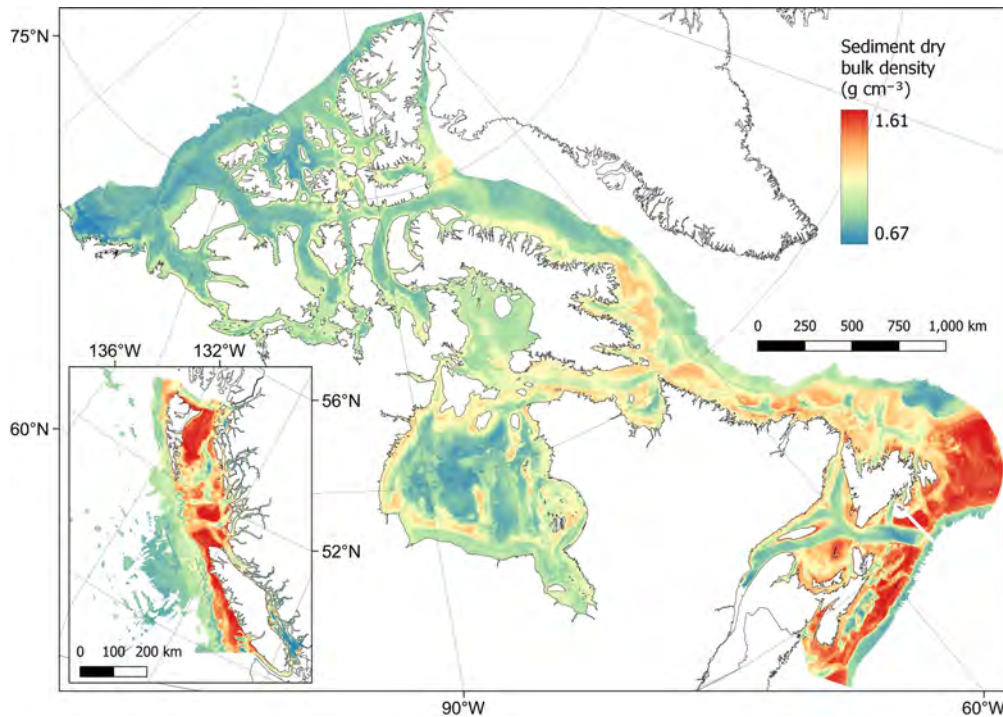 75°N
Sediment dry
bulk density
(g cm⁻³)
1.61
0.67
0 250 500 750 1,000 km
136°W 132°W
56°N
60°N
52°N
0 100 200 km
90°W 60°W